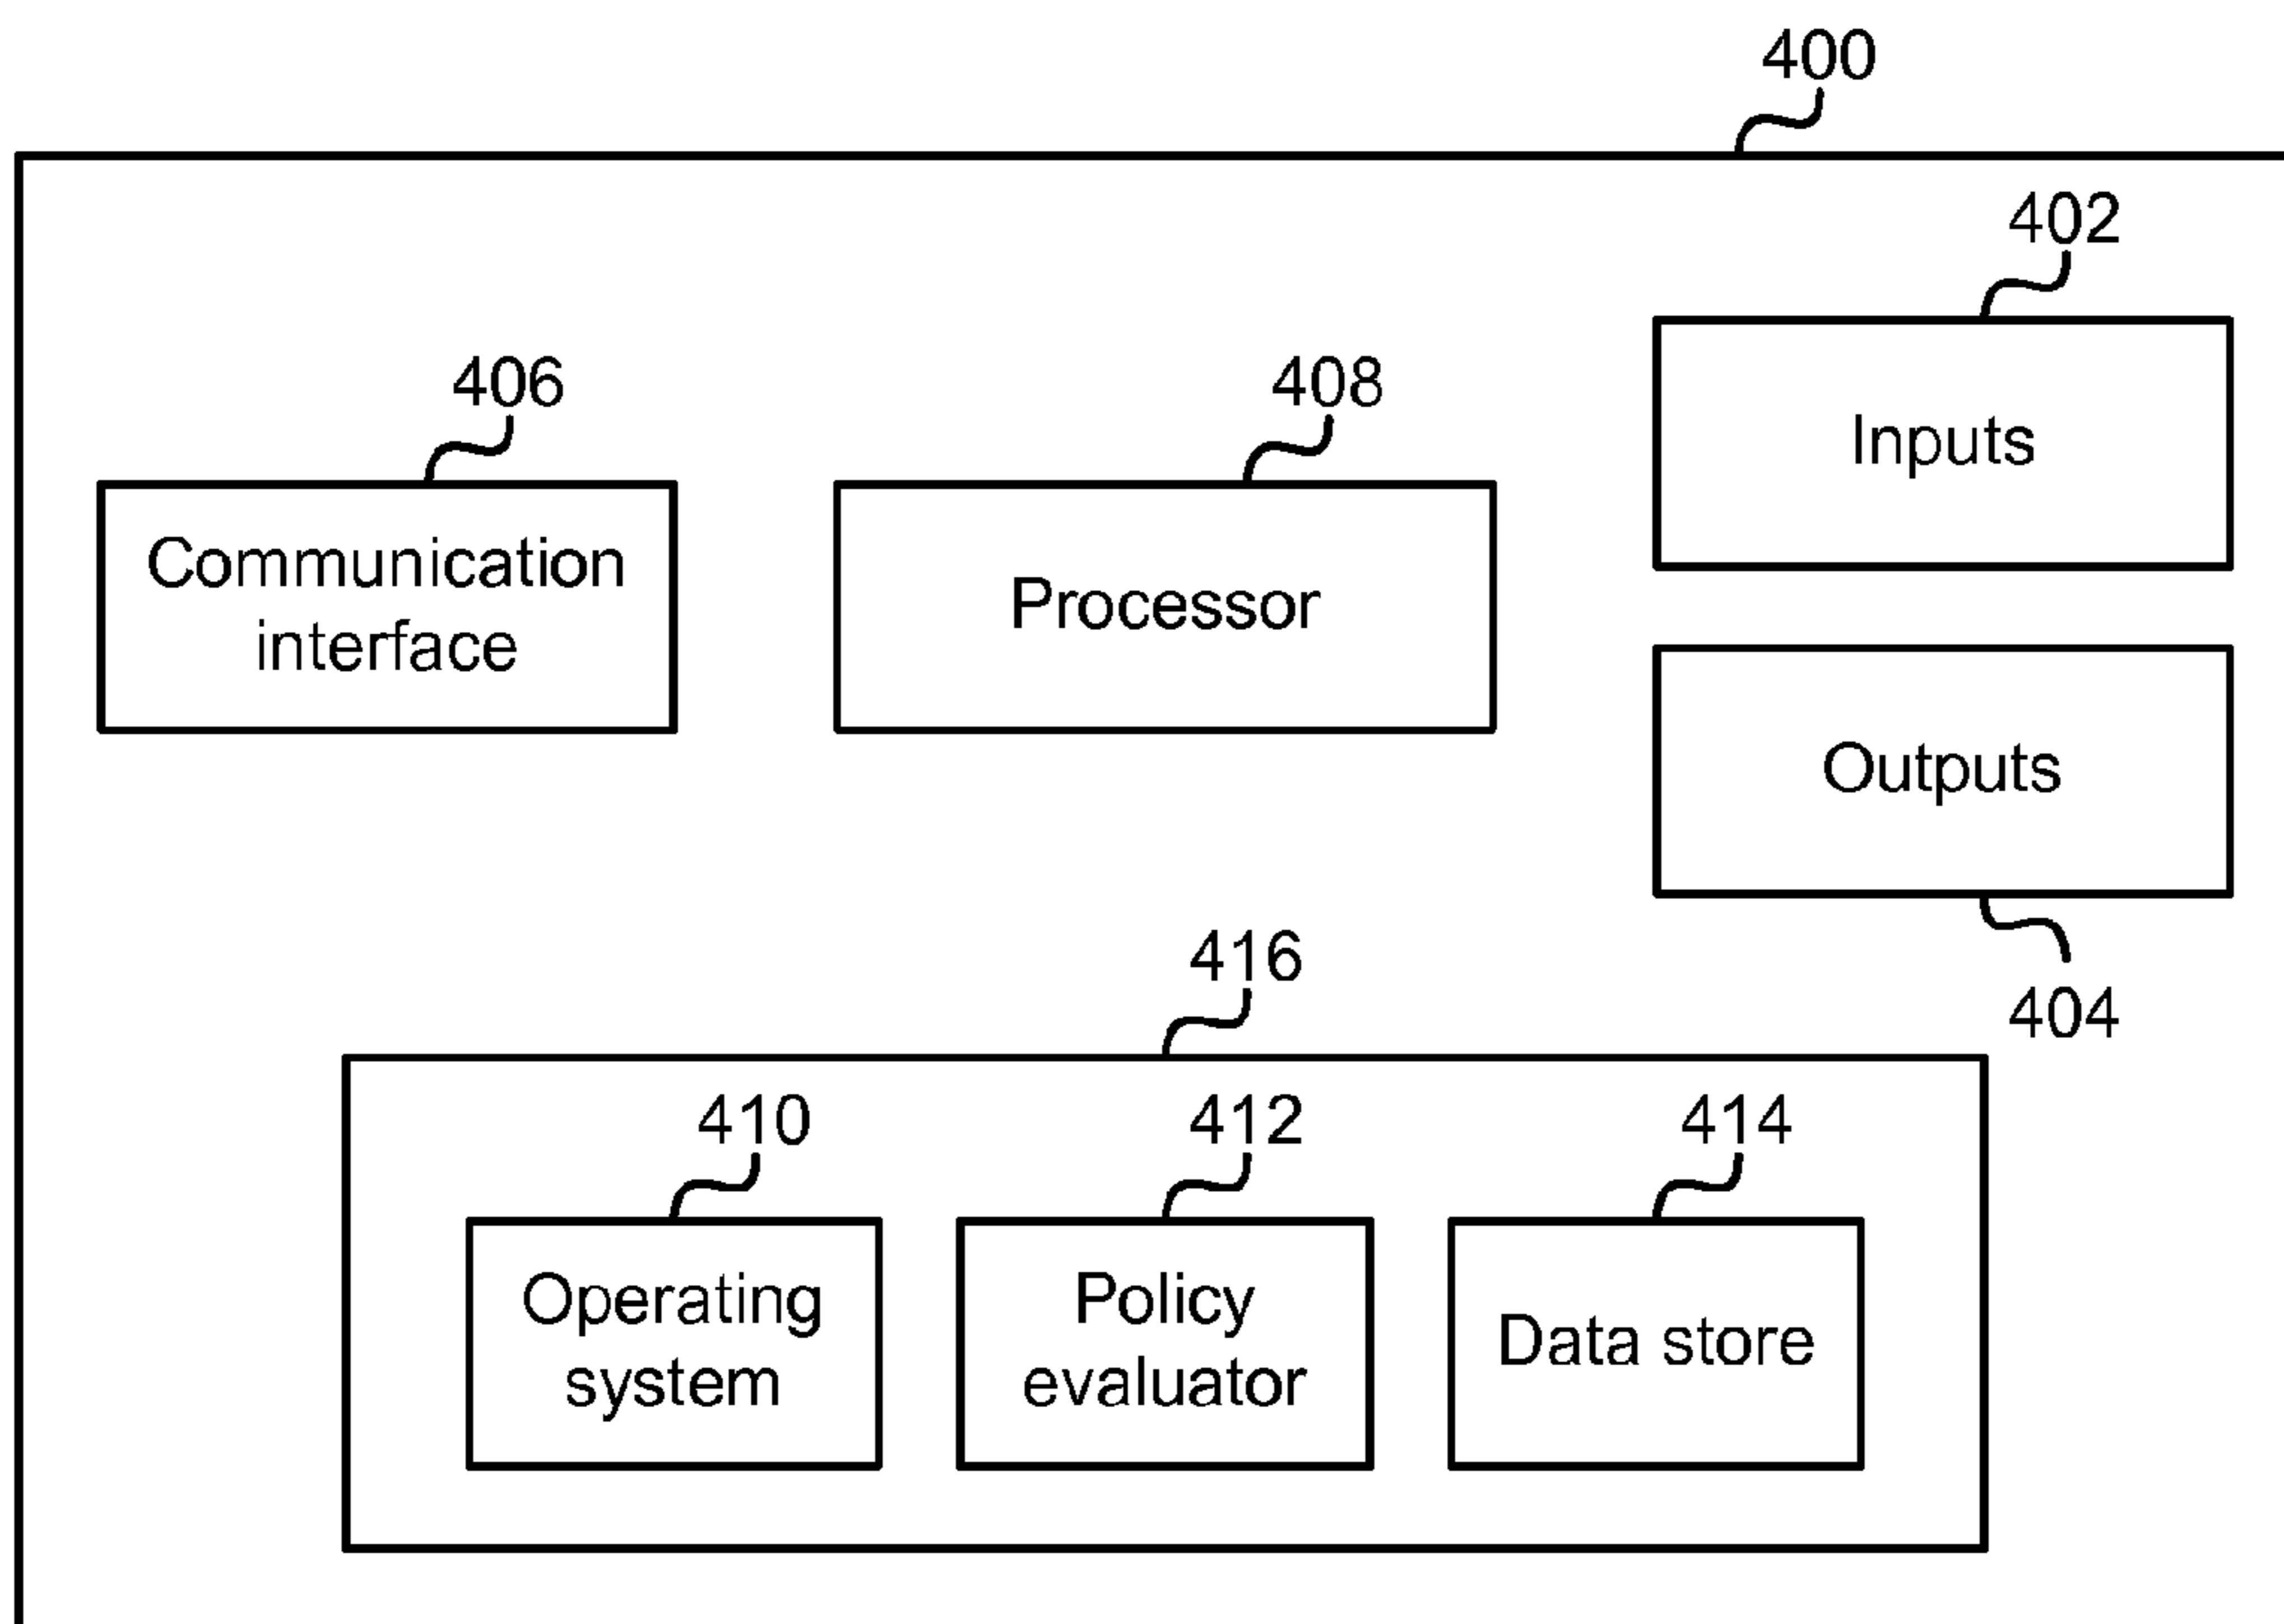 400
402
406
408
Inputs
Communication
interface
Processor
Outputs
416
404
410
412
414
Operating
system
Policy
evaluator
Data store